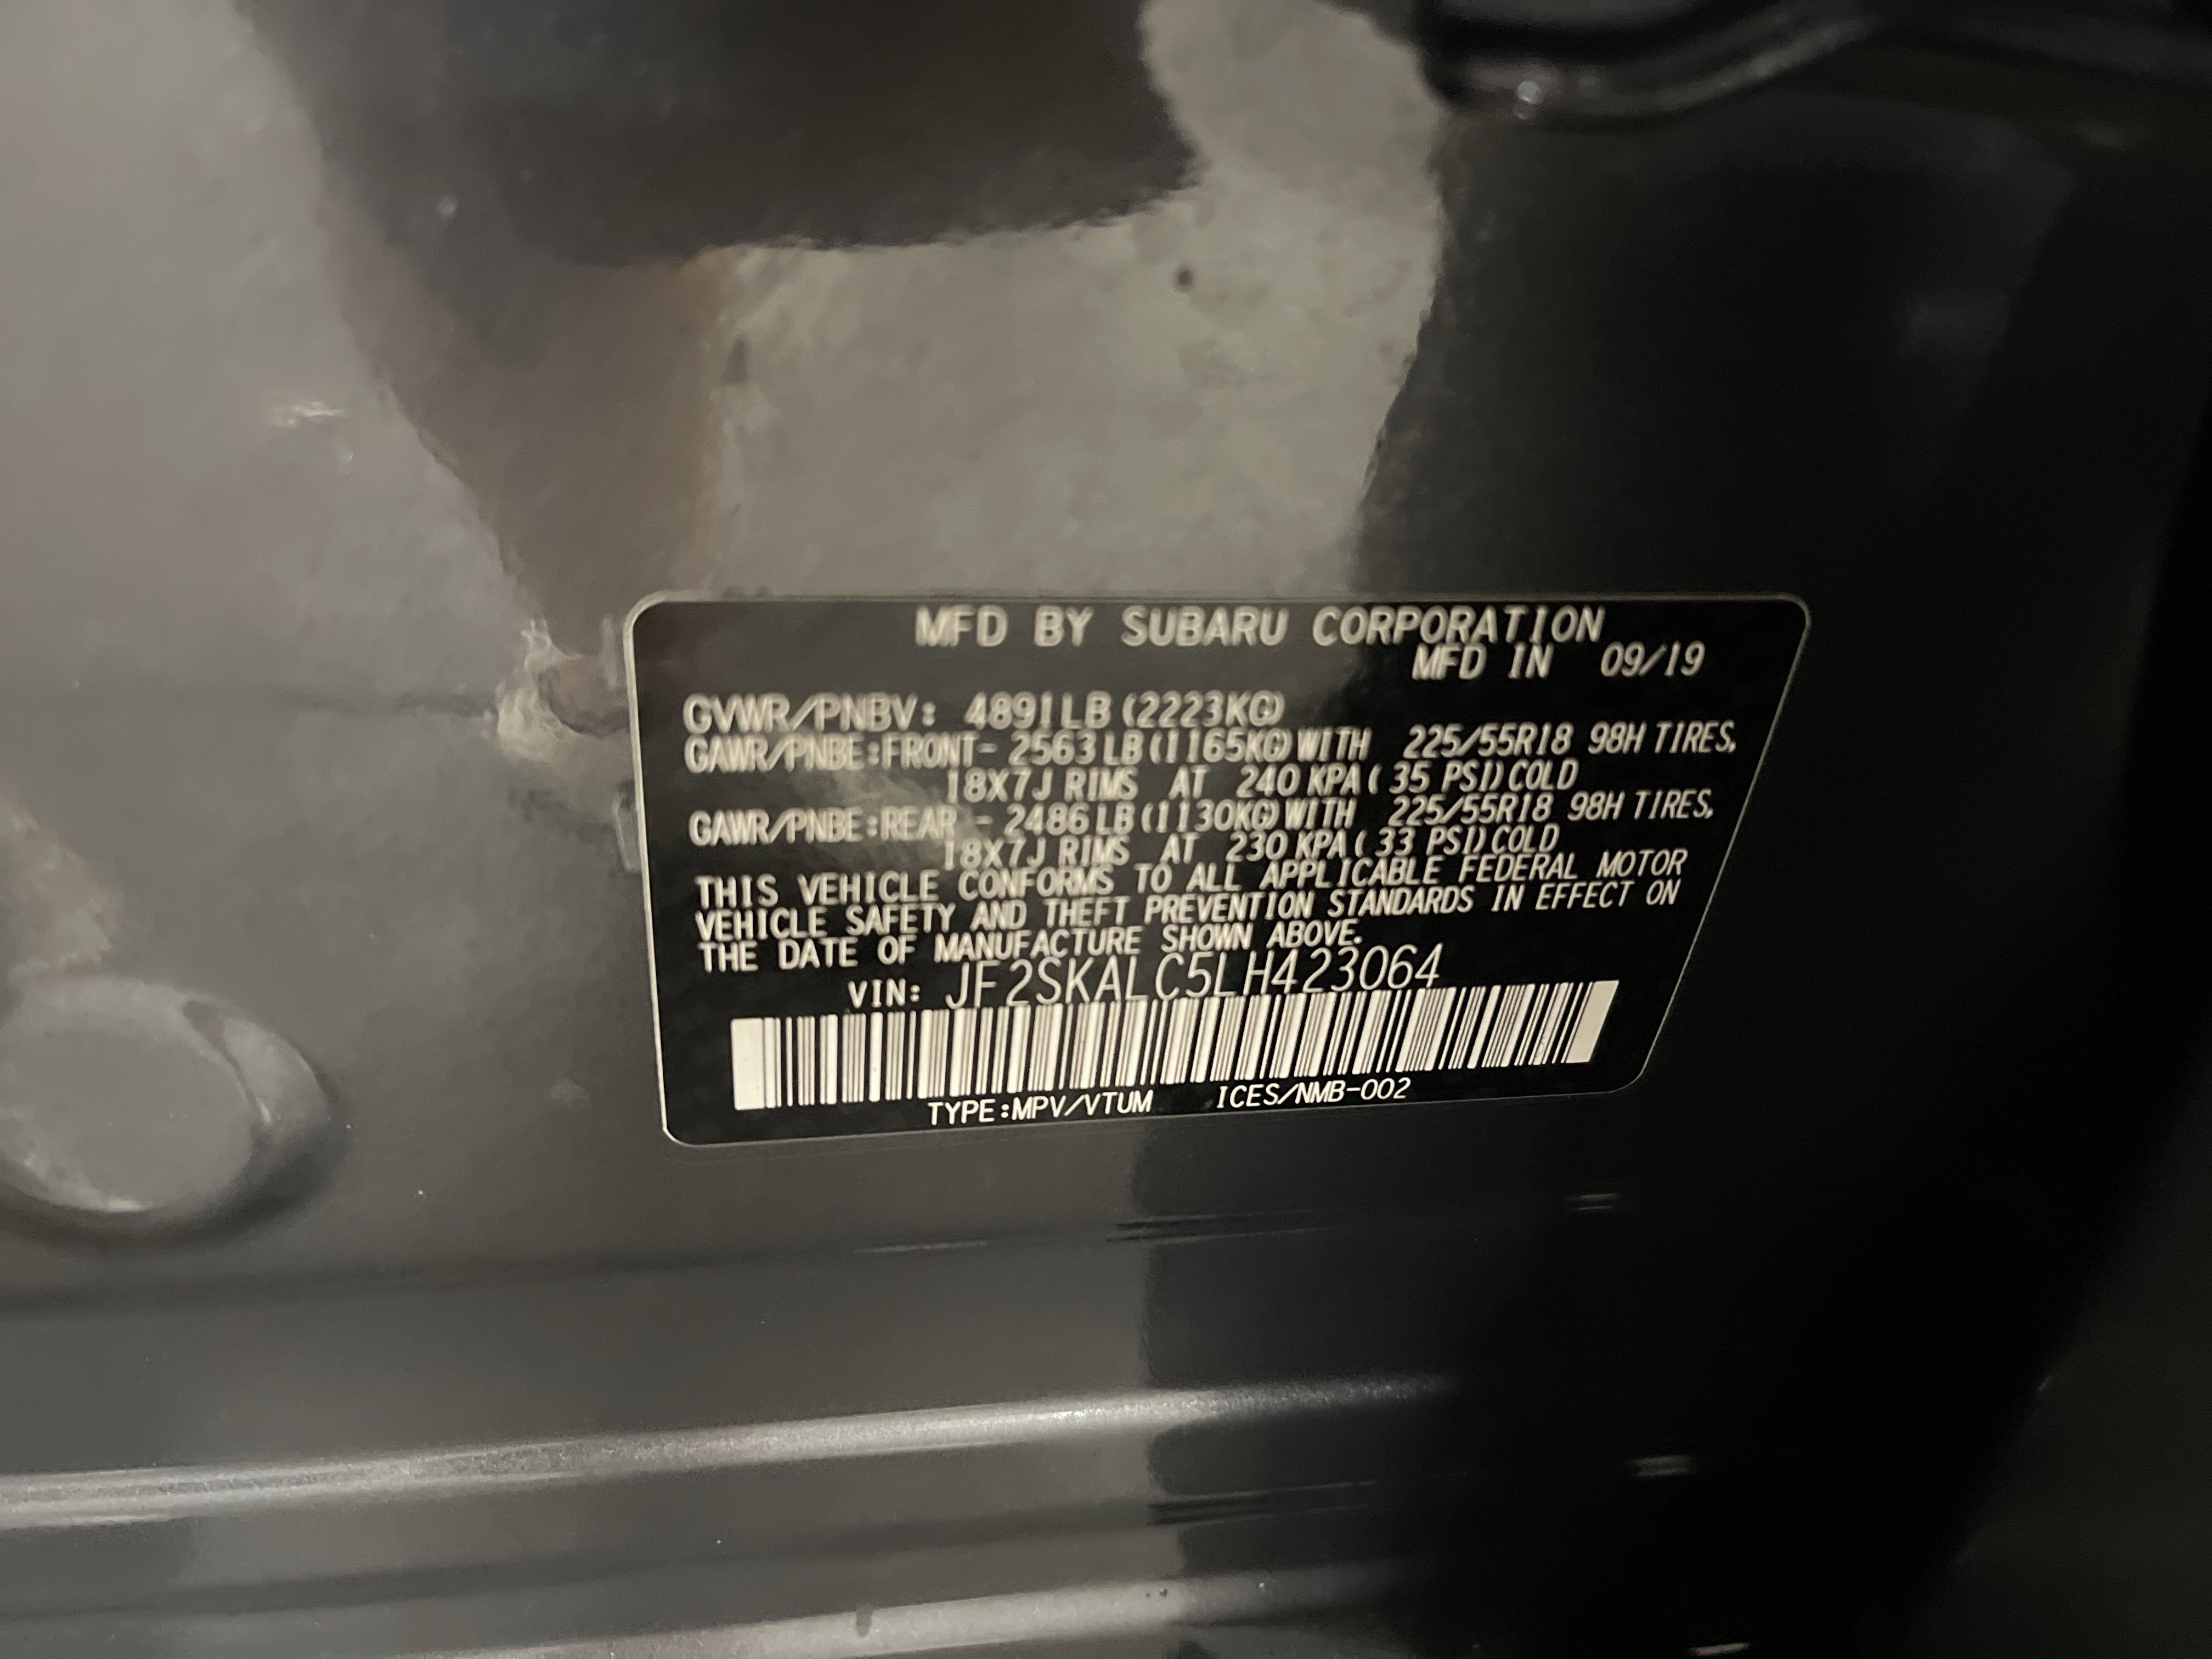 MFD BY SUBARU CORPORATION
MFD IN 09/19
GVWR/PNBV: 4891LB (2223KG)
GAWR/PNBE:FRONT- 2563 LB (1165KG) WITH 225/55R18 98H TIRES,
18X7J RIMS AT 240 KPA ( 35 PSI) COLD
GAWR/PNBE:REAR - 2486 LB (1130KG) WITH 225/55R18 98H TIRES,
18X7J RIMS AT 230 KPA ( 33 PSI) COLD
THIS VEHICLE CONFORMS TO ALL APPLICABLE FEDERAL MOTOR
VEHICLE SAFETY AND THEFT PREVENTION STANDARDS IN EFFECT ON
THE DATE OF MANUFACTURE SHOWN ABOVE.
VIN: JF2SKALC5LH423064
TYPE:MPV/VTUM ICES/NMB-002